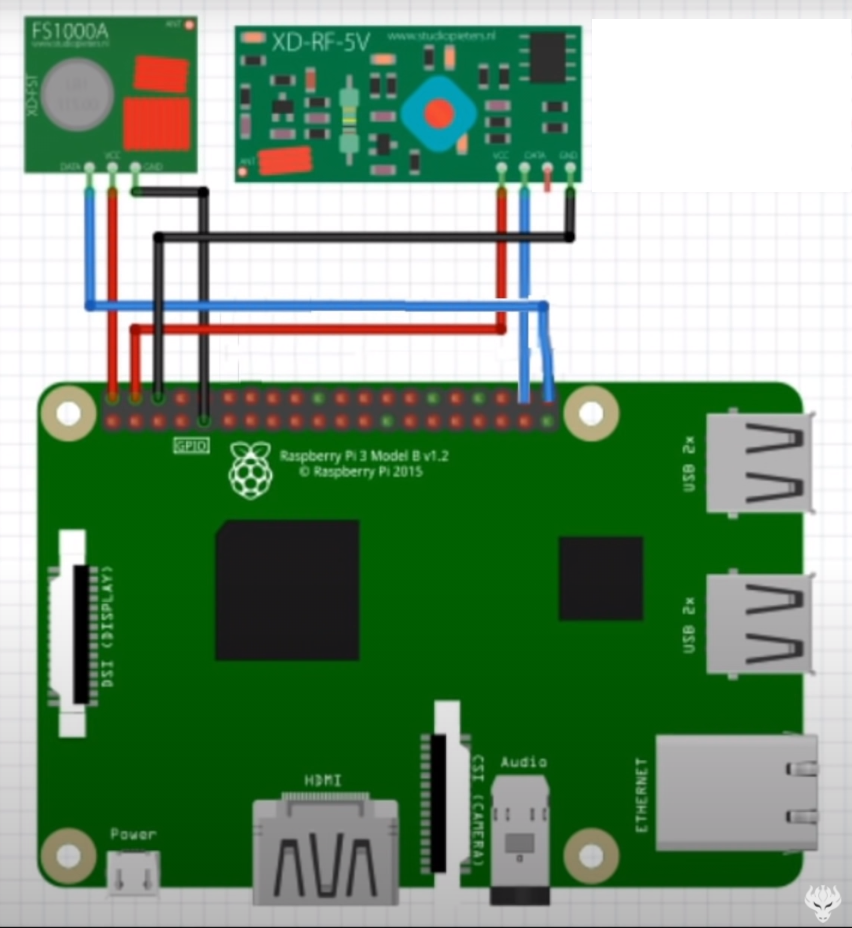 FS1000A
www.studiopieters.nl
ANT
XD-FST
DATA
VCC
GND
XD-RF-5V
www.studiopieters.nl
ANT
VCC
DATA
GND
GPIO
Raspberry Pi 3 Model B v1.2
© Raspberry Pi 2015
USB 2x
USB 2x
DSI (DISPLAY)
CSI (CAMERA)
Audio
HDMI
ETHERNET
Power